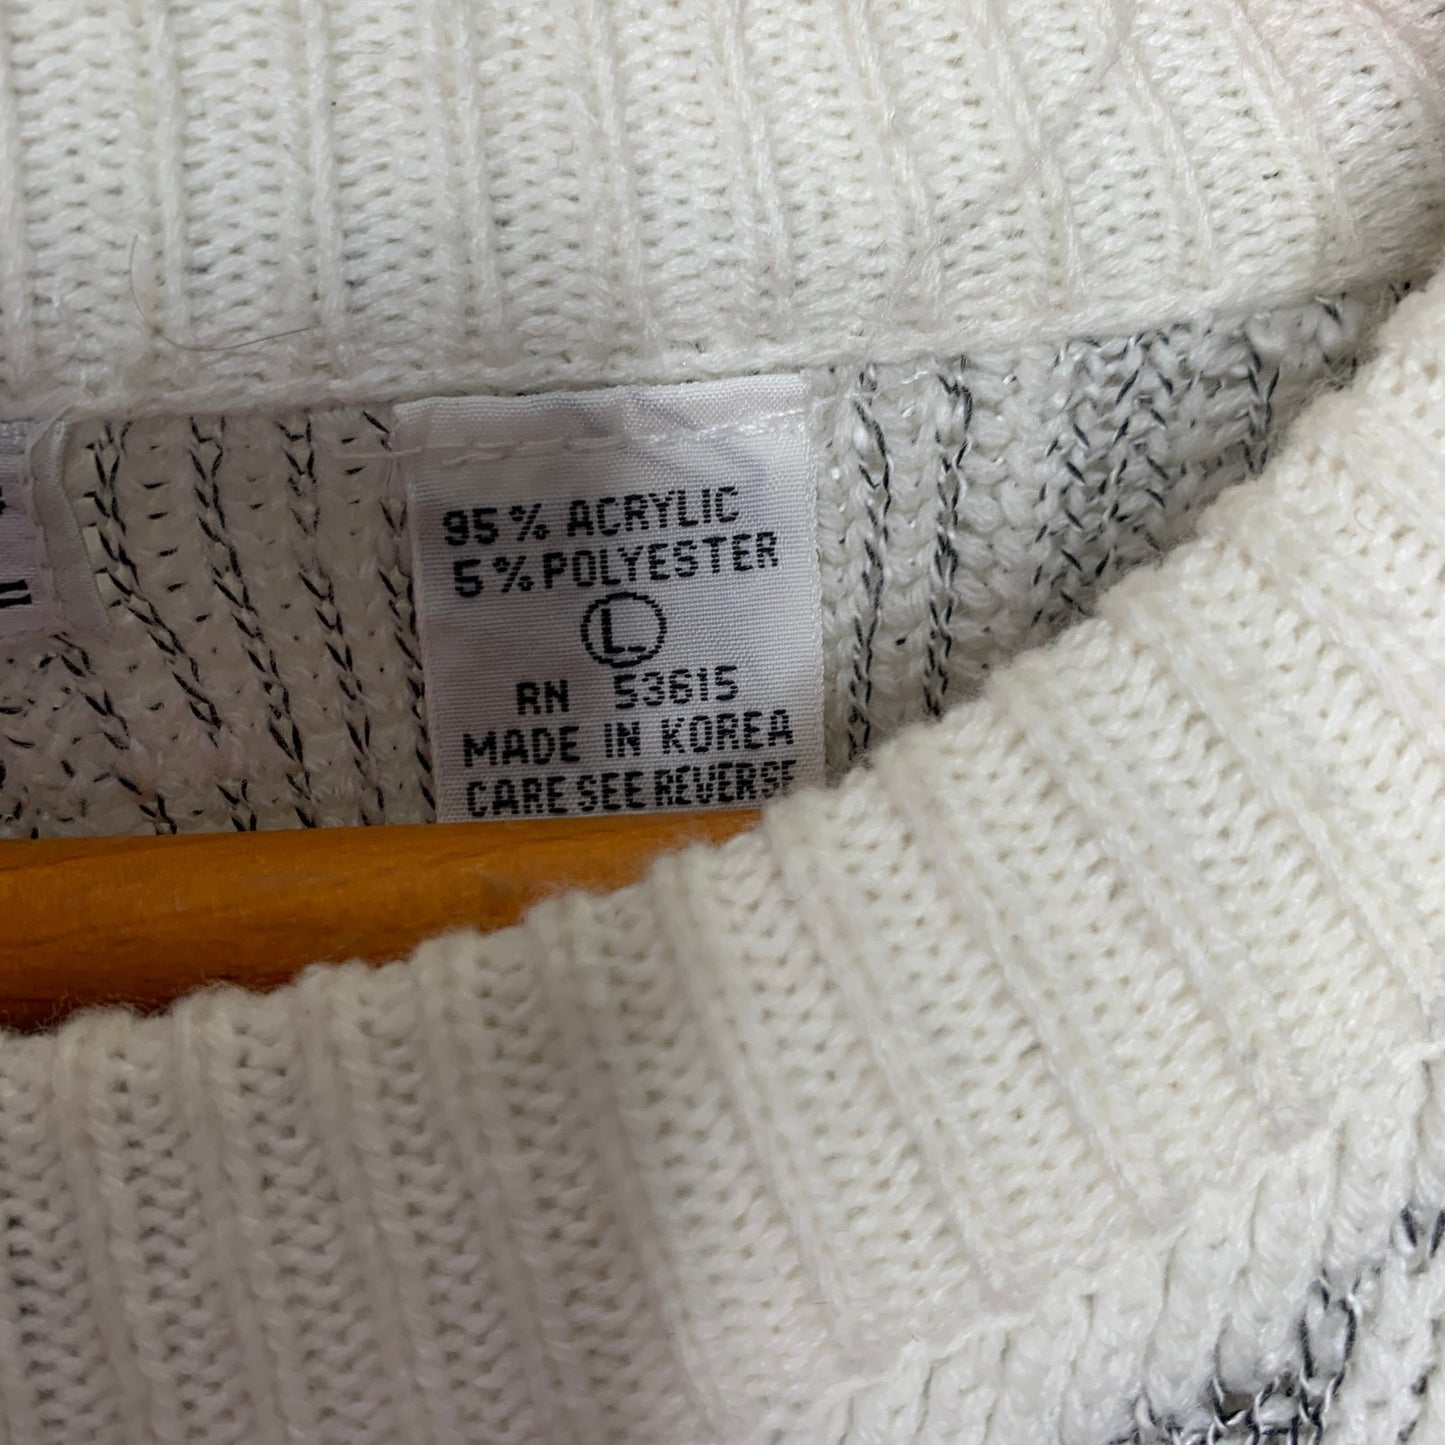 95% ACRYLIC
5% POLYESTER
L
RN 53615
MADE IN KOREA
CARE SEE REVERSE